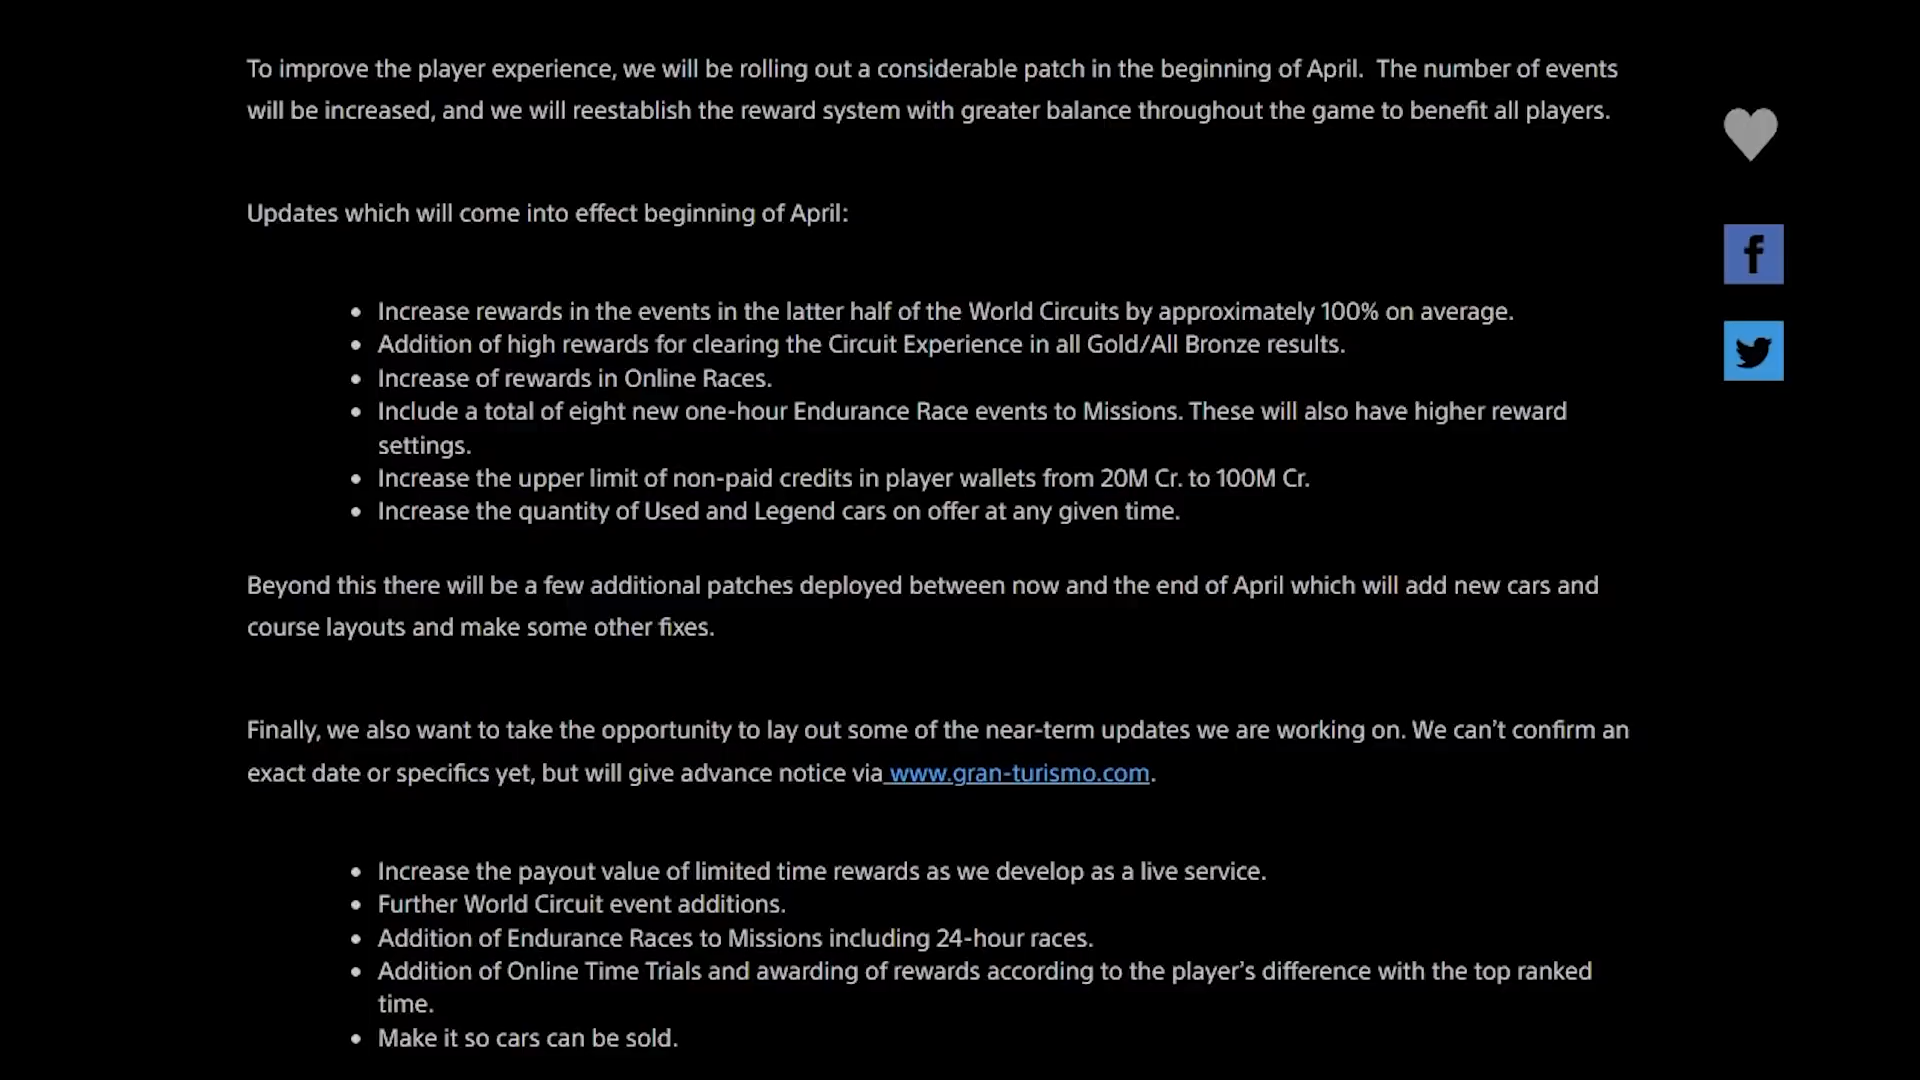 To improve the player experience, we will be rolling out a considerable patch in the beginning of April.  The number of events
will be increased, and we will reestablish the reward system with greater balance throughout the game to benefit all players.
Updates which will come into effect beginning of April:
• Increase rewards in the events in the latter half of the World Circuits by approximately 100% on average.
• Addition of high rewards for clearing the Circuit Experience in all Gold/All Bronze results.
• Increase of rewards in Online Races.
• Include a total of eight new one-hour Endurance Race events to Missions. These will also have higher reward
settings.
• Increase the upper limit of non-paid credits in player wallets from 20M Cr. to 100M Cr.
• Increase the quantity of Used and Legend cars on offer at any given time.
Beyond this there will be a few additional patches deployed between now and the end of April which will add new cars and
course layouts and make some other fixes.
Finally, we also want to take the opportunity to lay out some of the near-term updates we are working on. We can’t confirm an
exact date or specifics yet, but will give advance notice via www.gran-turismo.com.
• Increase the payout value of limited time rewards as we develop as a live service.
• Further World Circuit event additions.
• Addition of Endurance Races to Missions including 24-hour races.
• Addition of Online Time Trials and awarding of rewards according to the player’s difference with the top ranked
time.
• Make it so cars can be sold.